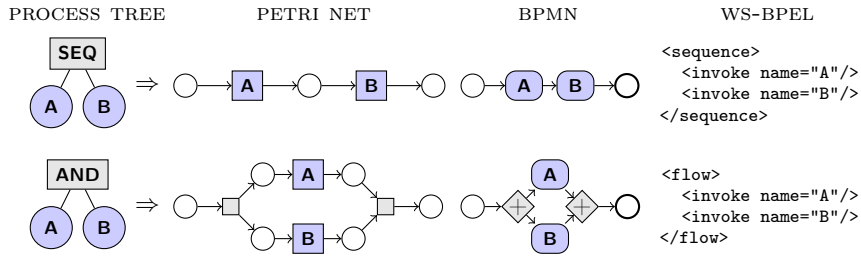 PROCESS TREE PETRI NET BPMN WS-BPEL
SEQ
A B
⇒
A B
A B
<sequence>
<invoke name="A"/>
<invoke name="B"/>
</sequence>
AND
A B
⇒
A
B
A
B
<flow>
<invoke name="A"/>
<invoke name="B"/>
</flow>